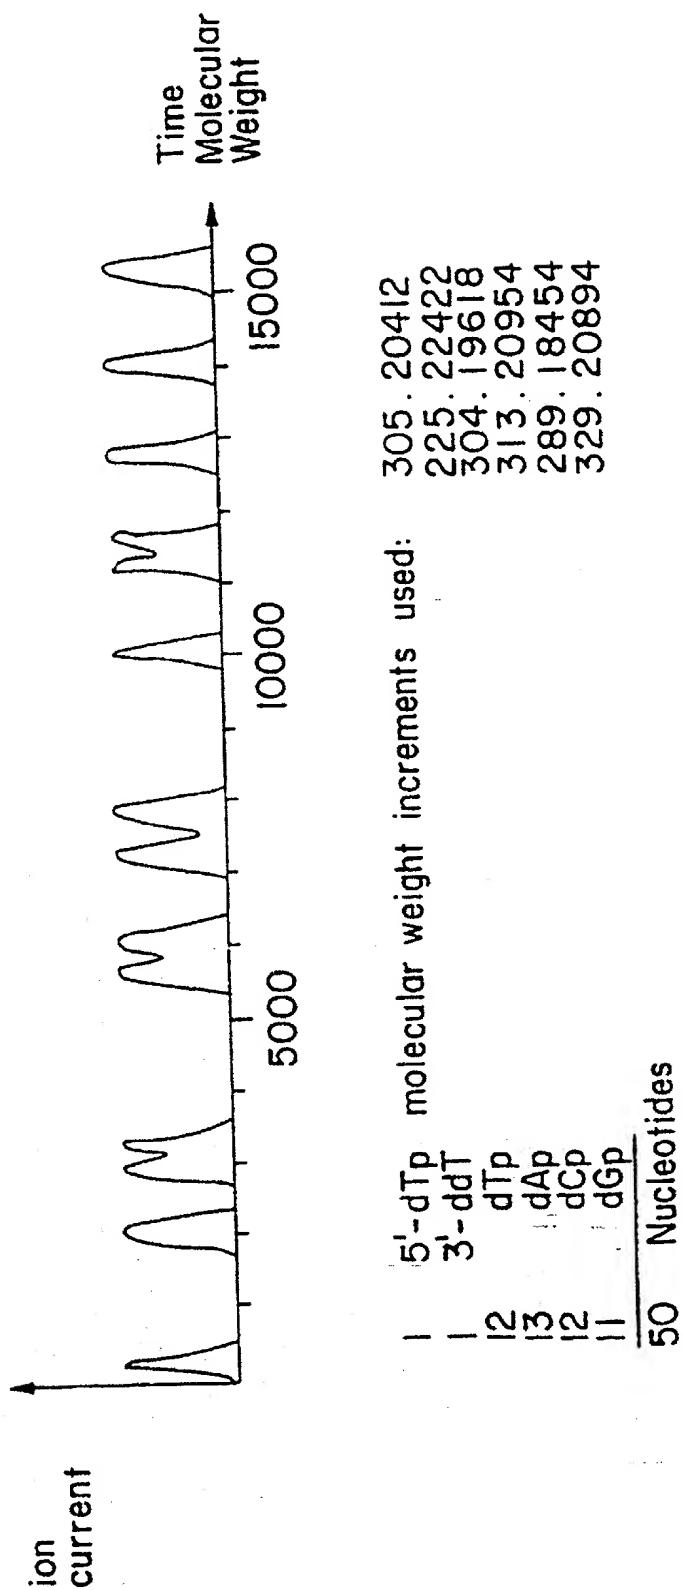 ion
current
Time
Molecular
Weight
5000
10000
15000
1 5'-dTp molecular weight increments used: 305.20412
1 3'-ddT 225.22422
12 dTp 304.19618
13 dAp 313.20954
12 dCp 289.18454
11 dGp 329.20894
50 Nucleotides